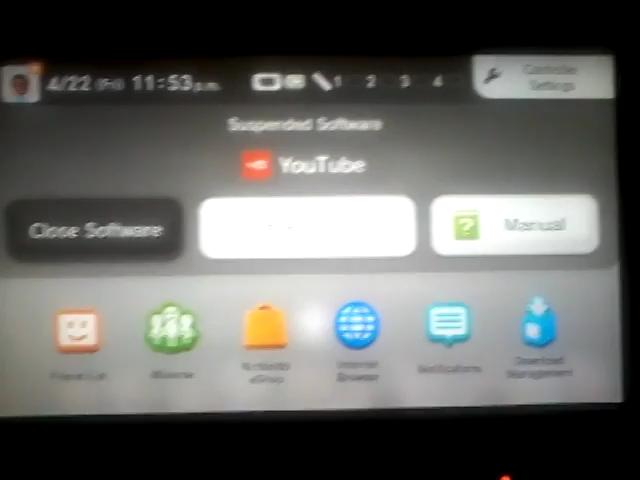 4/22 (Fri) 11:53 p.m.
1 2 3 4
Controller
Settings
Suspended Software
YouTube
Close Software
Manual
Friend List
Miiverse
Nintendo
eShop
Internet
Browser
Notifications
Download
Management